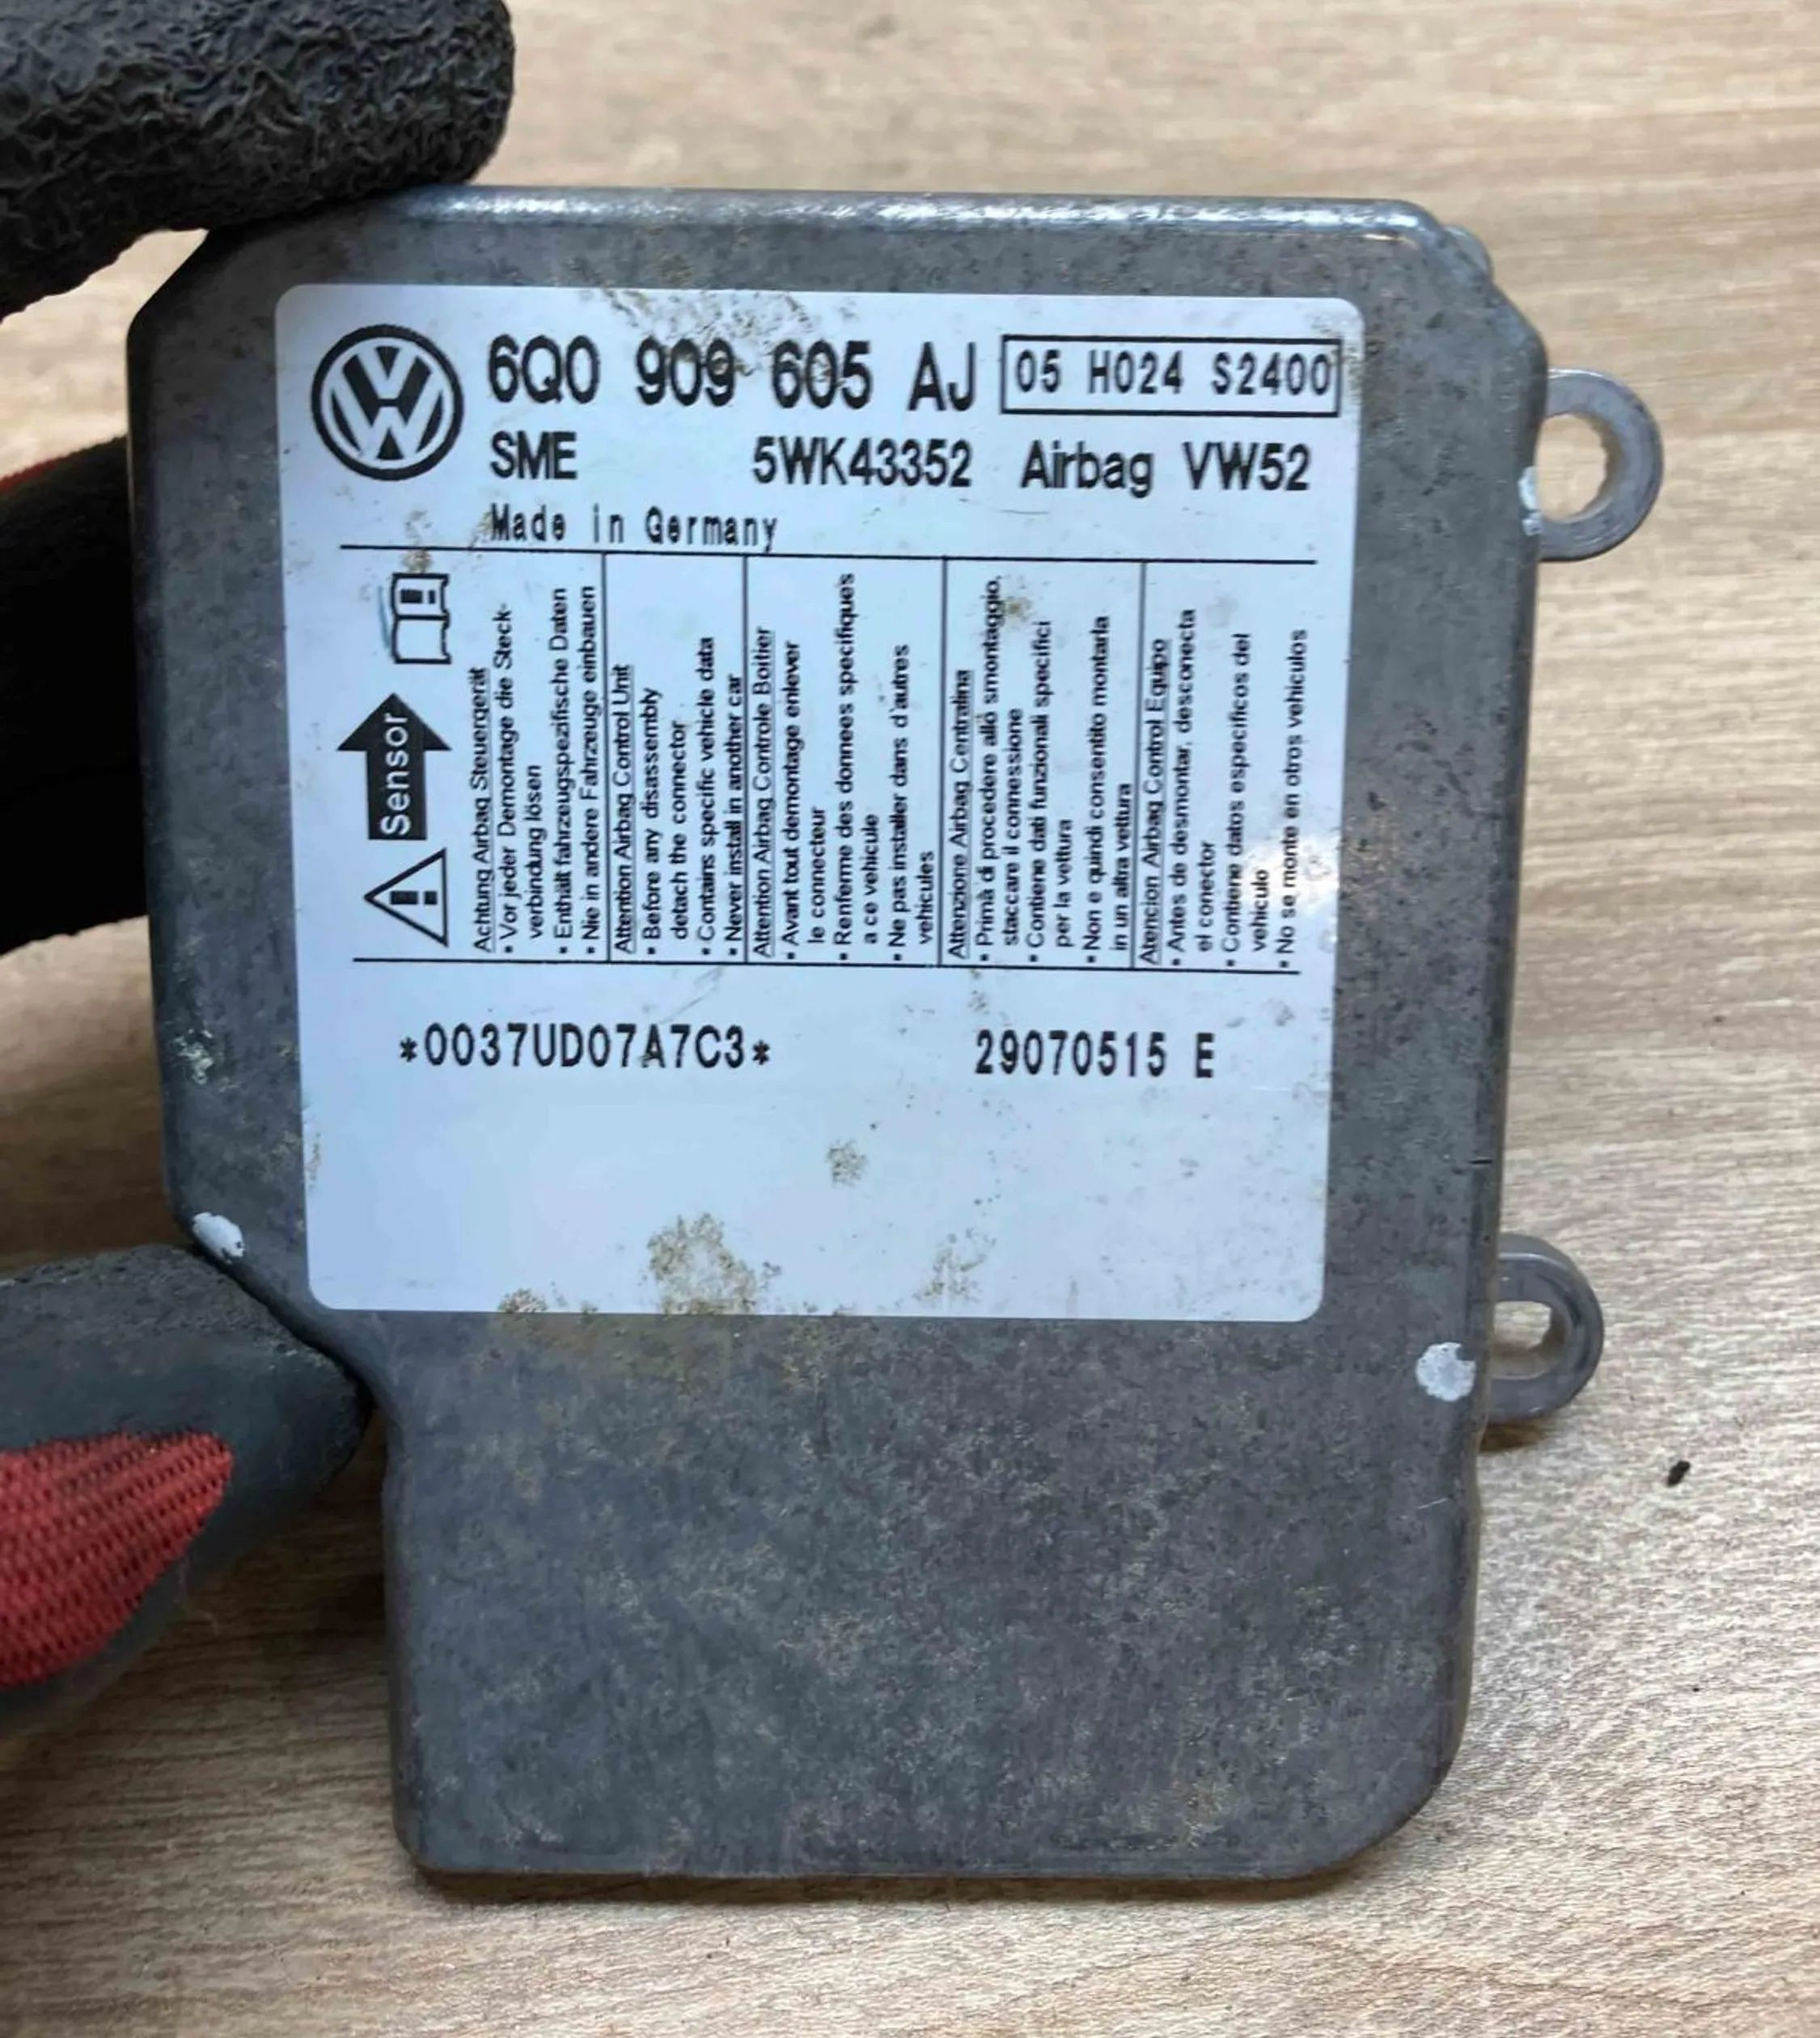 6Q0 909 605 AJ 05 H024 S2400
SME 5WK43352 Airbag VW52
Made in Germany
Sensor
Achtung Airbag Steuergerät
• Vor jeder Demontage die Steck-
verbindung lösen
• Enthält fahrzeugspezifische Daten
• Nie in andere Fahrzeuge einbauen
Attention Airbag Control Unit
• Before any disassembly
detach the connector
• Contains specific vehicle data
• Never install in another car
Attention Airbag Controle Boitier
• Avant tout demontage enlever
le connecteur
• Renferme des donnees specifiques
a ce vehicule
• Ne pas installer dans d'autres
vehicules
Attenzione Airbag Centralina
• Primà di procedere allo smontaggio,
staccare il connessione
• Contiene dati funzionali specifici
per la vettura
• Non e quindi consentito montarla
in un altra vettura
Atencion Airbag Control Equipo
• Antes de desmontar, desconecta
el conector
• Contiene datos especificos del
vehiculo
• No se monte en otros vehiculos
*0037UD07A7C3* 29070515 E